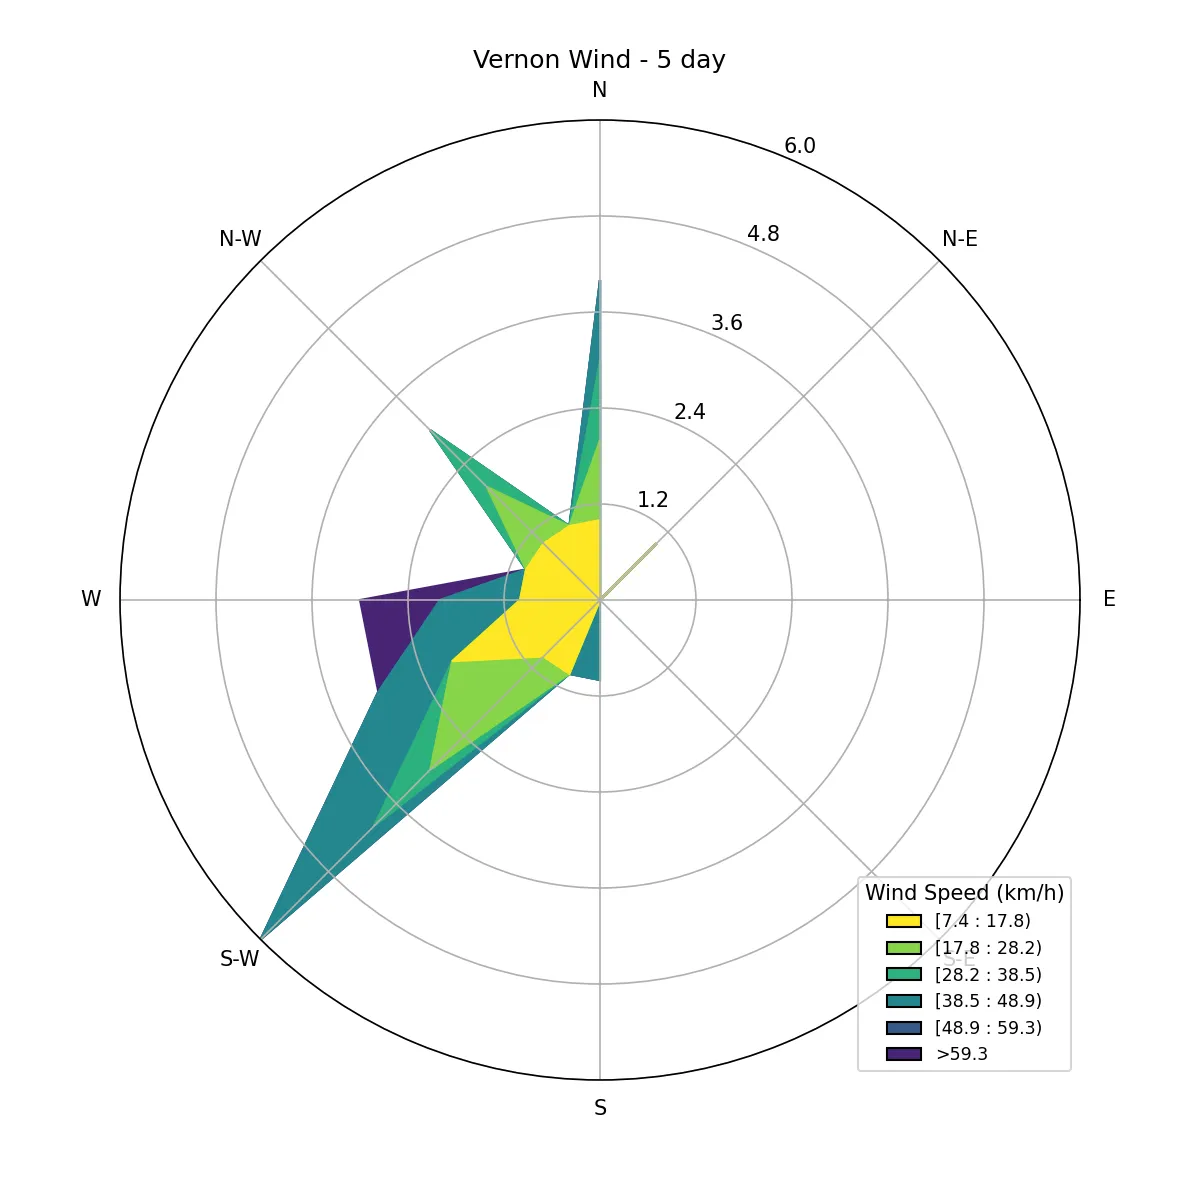 Vernon Wind - 5 day
N
6.0
N-W
N-E
4.8
3.6
2.4
1.2
W
E
S-W
S-E
S
Wind Speed (km/h)
[7.4 : 17.8)
[17.8 : 28.2)
[28.2 : 38.5)
[38.5 : 48.9)
[48.9 : 59.3)
>59.3